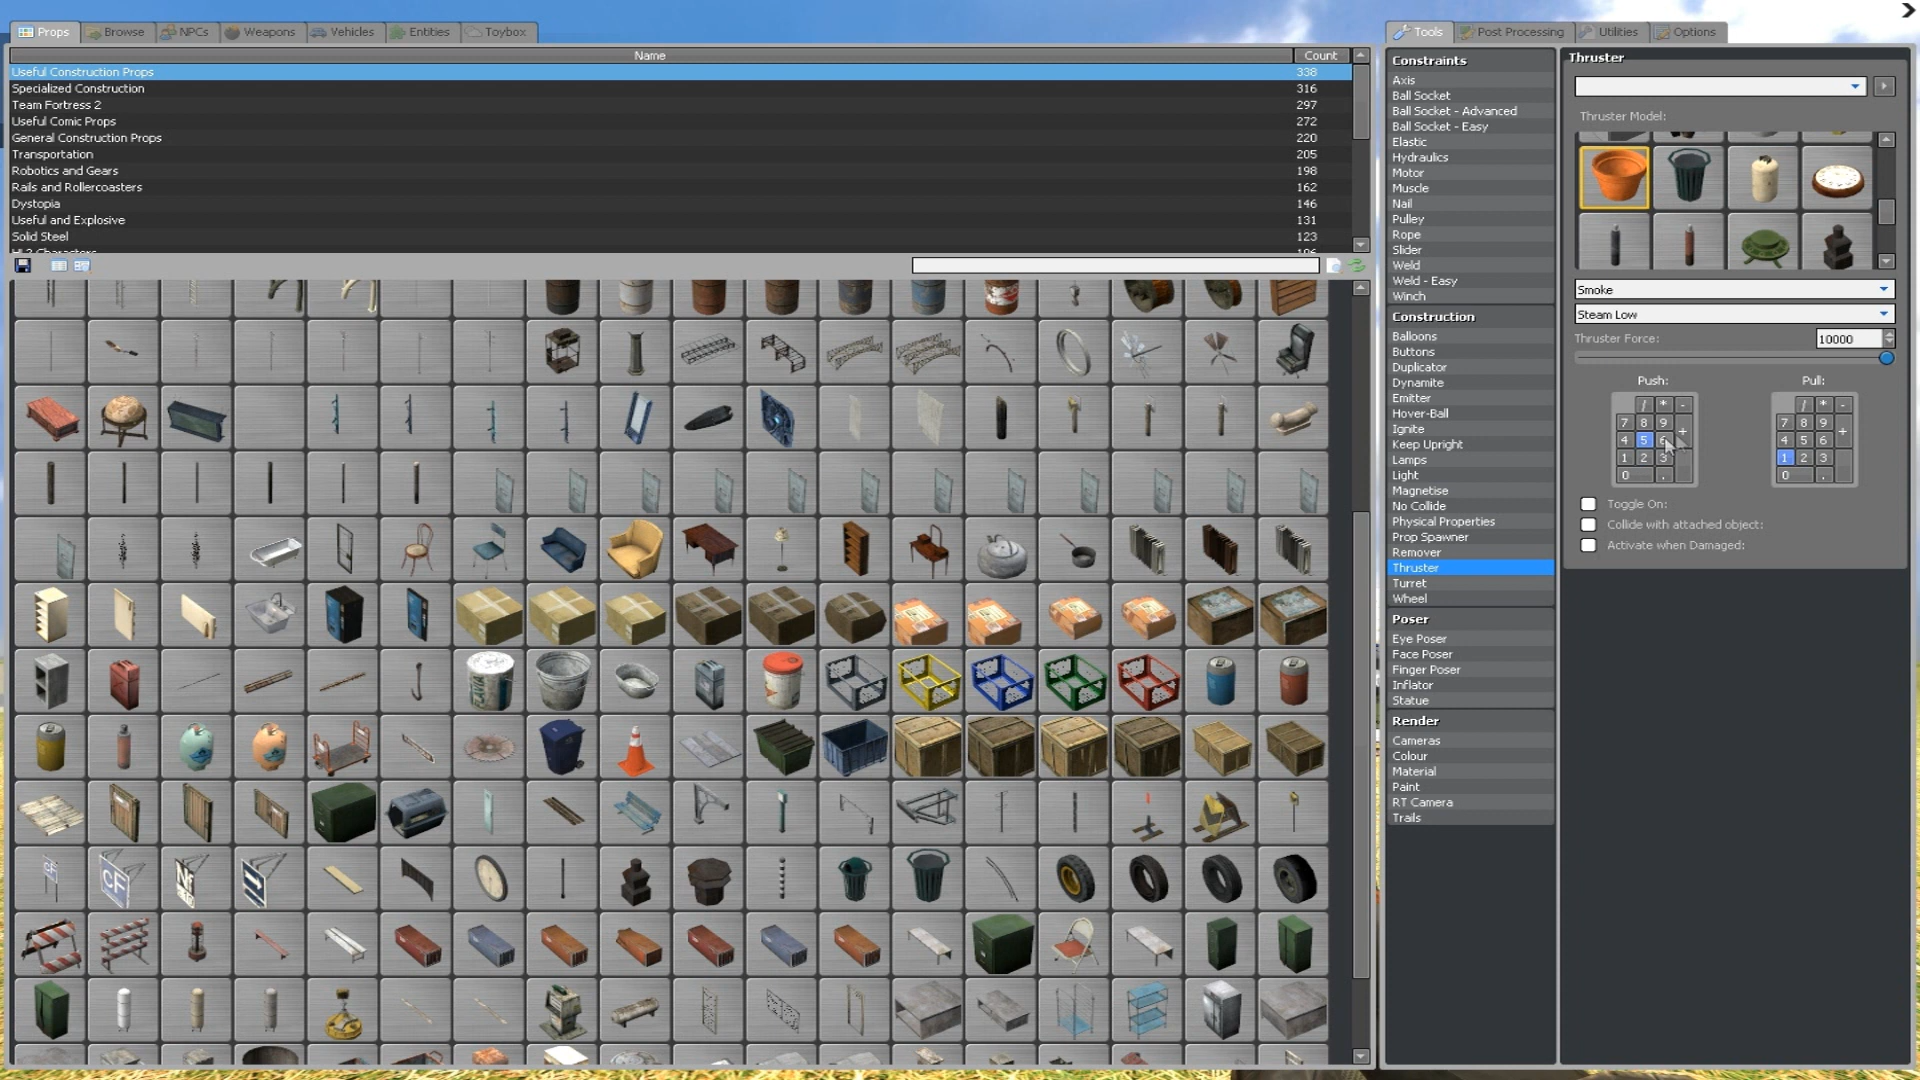 Props
Browse
NPCs
Weapons
Vehicles
Entities
Toybox
Name
Count
Useful Construction Props 338
Specialized Construction 316
Team Fortress 2 297
Useful Comic Props 272
General Construction Props 220
Transportation 205
Robotics and Gears 198
Rails and Rollercoasters 162
Dystopia 146
Useful and Explosive 131
Solid Steel 123
Tools
Post Processing
Utilities
Options
Constraints
Axis
Ball Socket
Ball Socket - Advanced
Ball Socket - Easy
Elastic
Hydraulics
Motor
Muscle
Nail
Pulley
Rope
Slider
Weld
Weld - Easy
Winch
Construction
Balloons
Buttons
Duplicator
Dynamite
Emitter
Hover-Ball
Ignite
Keep Upright
Lamps
Light
Magnetise
No Collide
Physical Properties
Prop Spawner
Remover
Thruster
Turret
Wheel
Poser
Eye Poser
Face Poser
Finger Poser
Inflator
Statue
Render
Cameras
Colour
Material
Paint
RT Camera
Trails
Thruster
Thruster Model:
Smoke
Steam Low
Thruster Force: 10000
Push: Pull:
/ * - / * -
7 8 9 + 7 8 9 +
4 5 6 4 5 6
1 2 3 1 2 3
0 . 0 .
Toggle On:
Collide with attached object:
Activate when Damaged: